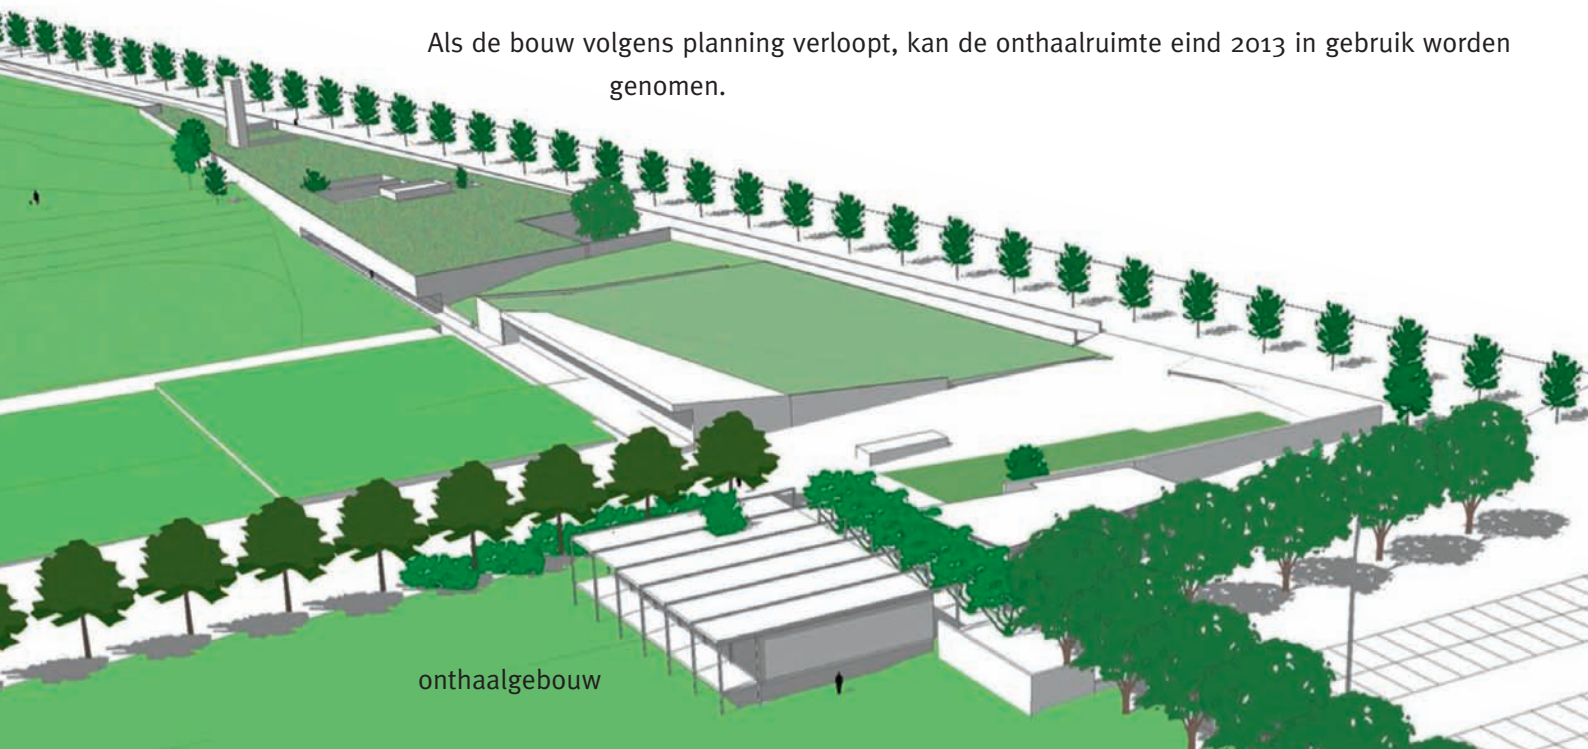 Als de bouw volgens planning verloopt, kan de onthaalruimte eind 2013 in gebruik worden
genomen.
onthaalgebouw